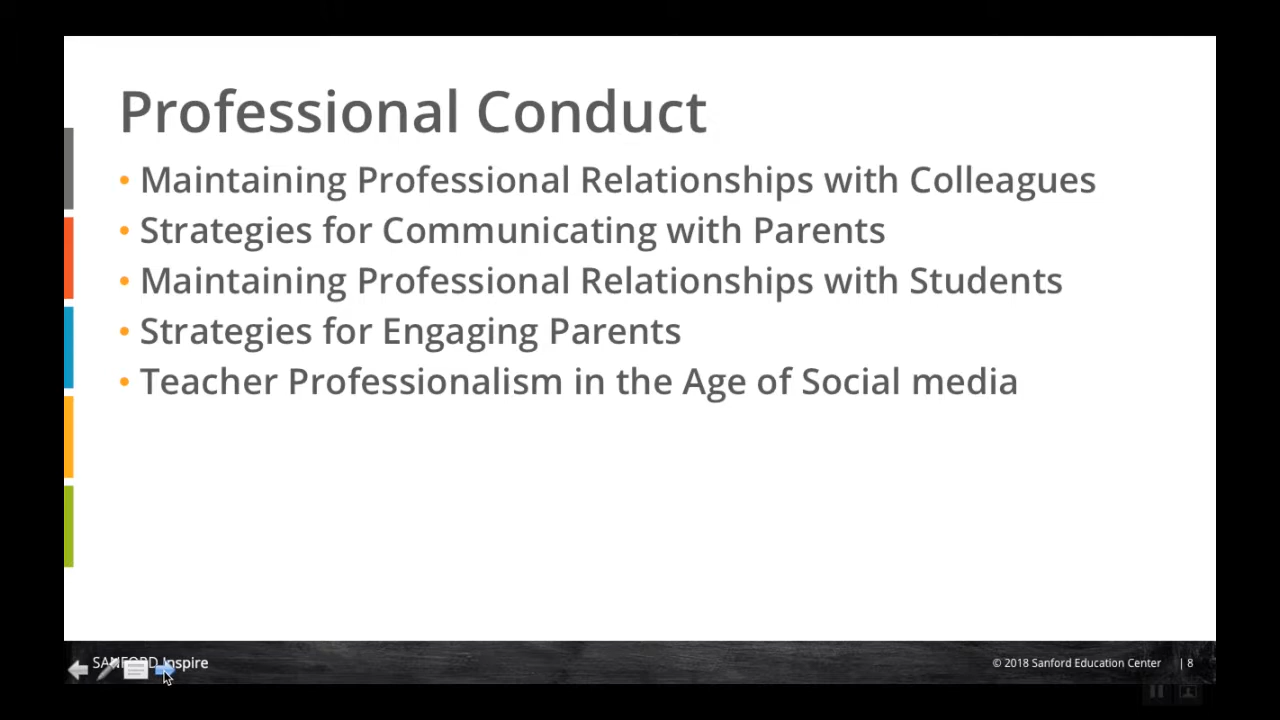 Professional Conduct
• Maintaining Professional Relationships with Colleagues
• Strategies for Communicating with Parents
• Maintaining Professional Relationships with Students
• Strategies for Engaging Parents
• Teacher Professionalism in the Age of Social media
SANFORD Inspire
© 2018 Sanford Education Center | 8